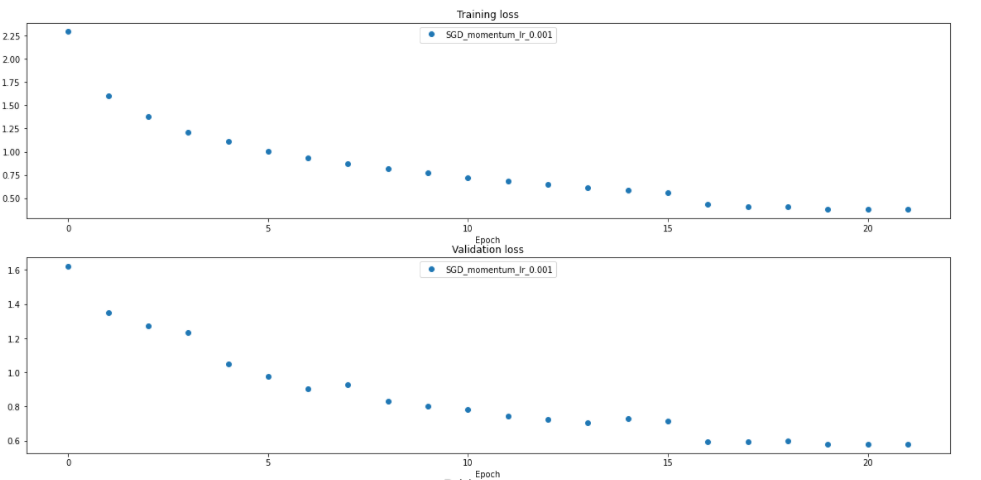 Training loss
SGD_momentum_lr_0.001
2.25
2.00
1.75
1.50
1.25
1.00
0.75
0.50
0 5 10 15 20
Epoch
Validation loss
SGD_momentum_lr_0.001
1.6
1.4
1.2
1.0
0.8
0.6
0 5 10 15 20
Epoch